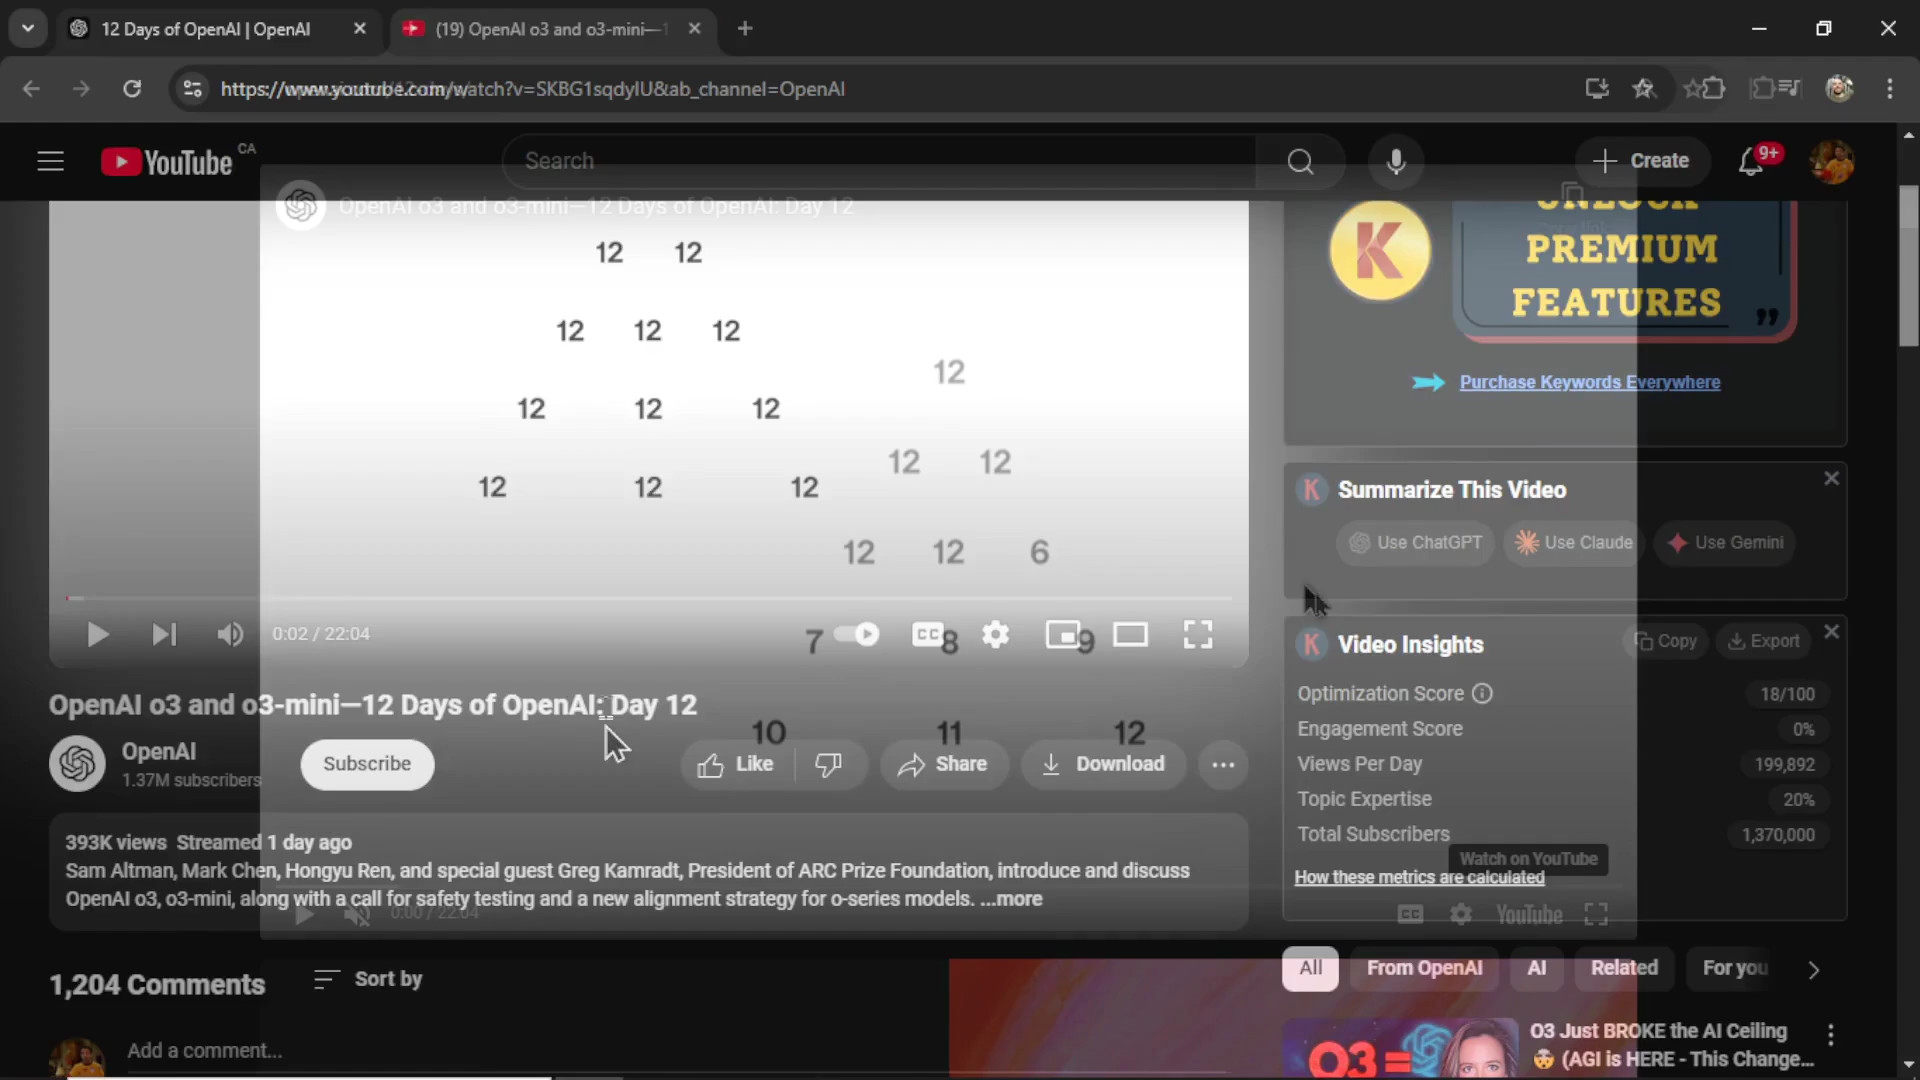 12 Days of OpenAI | OpenAI
(19) OpenAI o3 and o3-mini—1
watch?v=SKBG1sqdyIU&ab_channel=OpenAI
YouTube CA
Search
Create
9+
OpenAI o3 and o3-mini—12 Days of OpenAI: Day 12
12 12
12 12 12
12
12 12 12
12 12
12 12 12
12 12 6
UNLOCK
PREMIUM
FEATURES
Purchase Keywords Everywhere
Summarize This Video
Use ChatGPT
Use Claude
Use Gemini
0:02 / 22:04
7 CC 8 9
OpenAI o3 and o3-mini—12 Days of OpenAI: Day 12
10 11 12
OpenAI
1.37M subscribers
Subscribe
Like
Share
Download
393K views Streamed 1 day ago
Sam Altman, Mark Chen, Hongyu Ren, and special guest Greg Kamradt, President of ARC Prize Foundation, introduce and discuss
OpenAI o3, o3-mini, along with a call for safety testing and a new alignment strategy for o-series models. ...more
0:00 / 22:04
Video Insights
Copy
Export
Optimization Score 18/100
Engagement Score 0%
Views Per Day 199,892
Topic Expertise 20%
Total Subscribers 1,370,000
Watch on YouTube
How these metrics are calculated
CC YouTube
1,204 Comments
Sort by
Add a comment...
All
From OpenAI
AI
Related
For you
O3 =
O3 Just BROKE the AI Ceiling
(AGI is HERE - This Change...